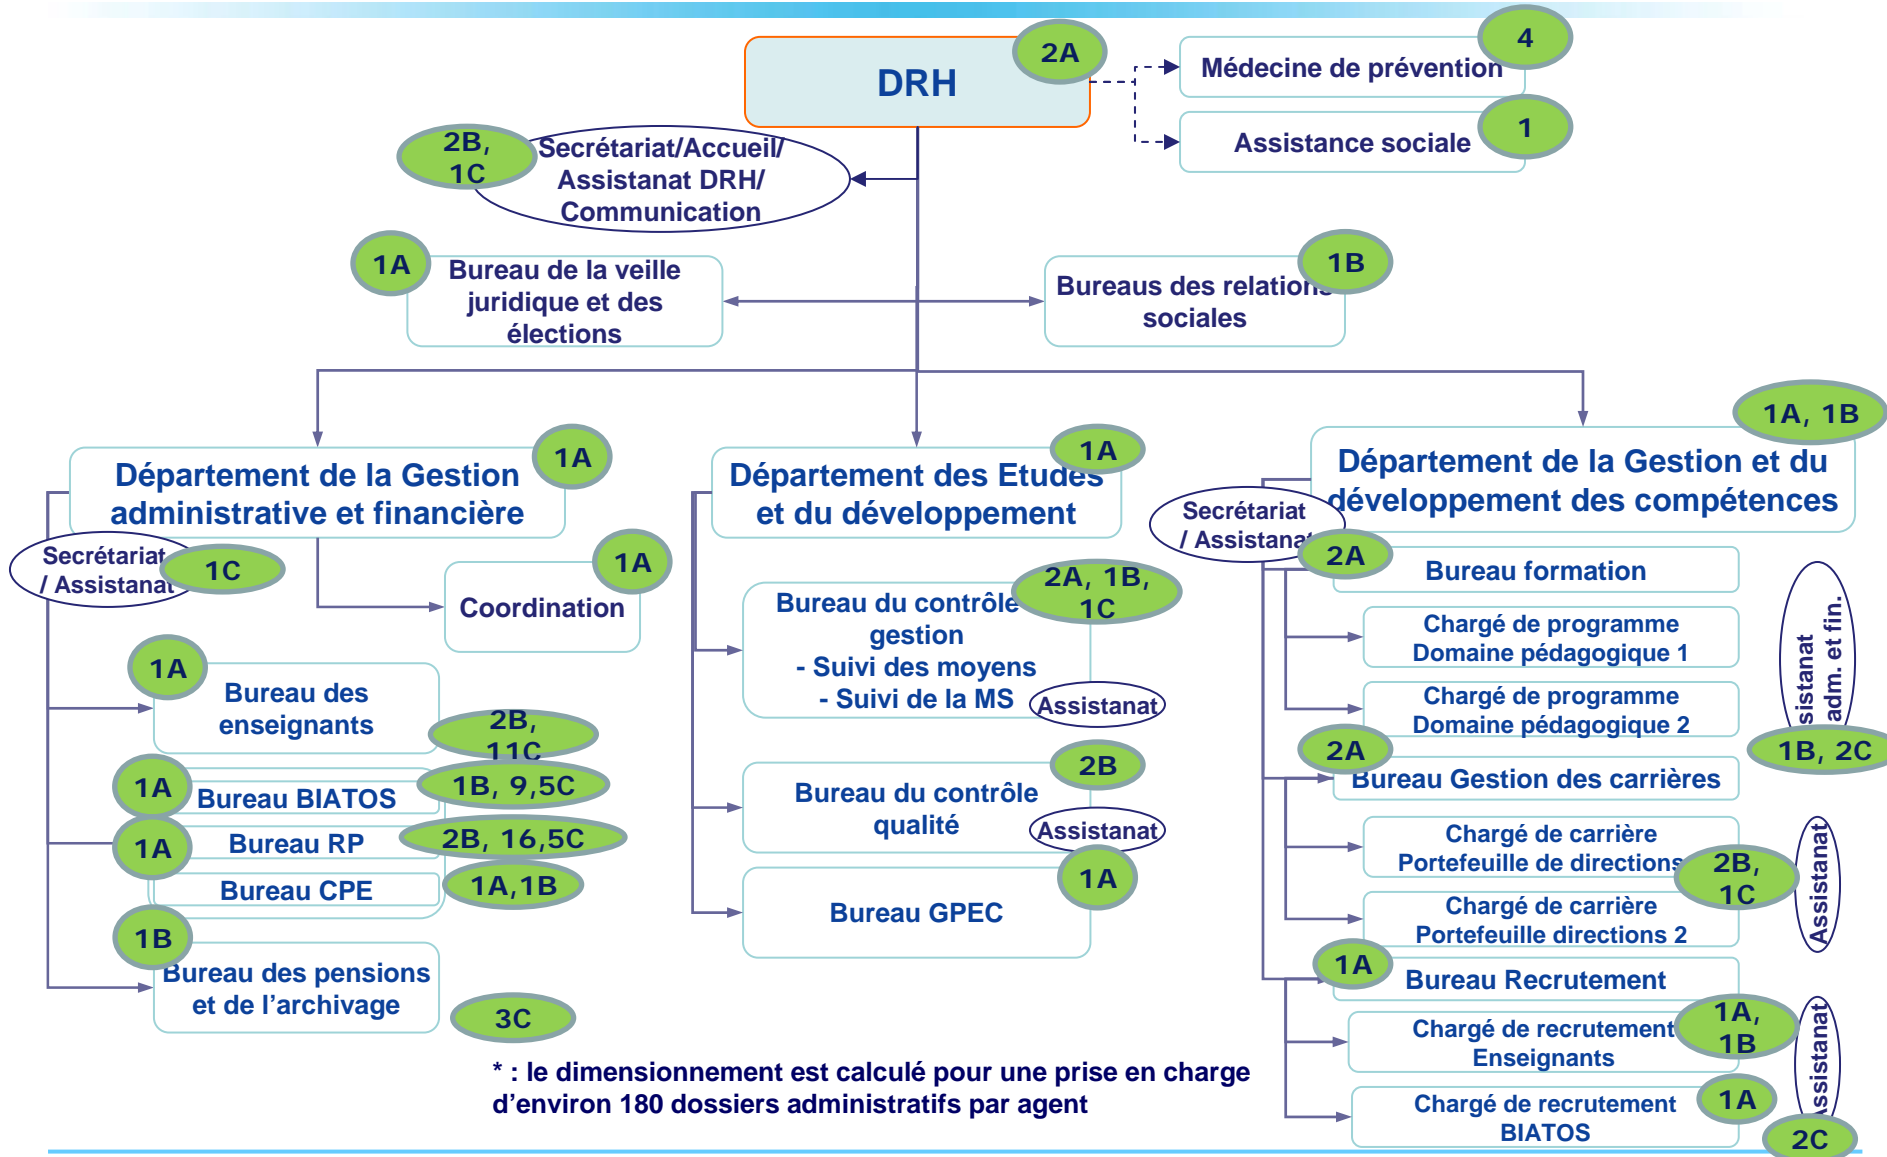 DRH
2A
4
Médecine de prévention
1
Assistance sociale
2B,
1C
Secrétariat/Accueil/
Assistanat DRH/
Communication
1A
Bureau de la veille
juridique et des
élections
1B
Bureaus des relations
sociales
1A
Département de la Gestion
administrative et financière
Secrétariat
/ Assistanat
1C
1A
Coordination
1A
Bureau des
enseignants
2B,
11C
1A
Bureau BIATOS
1B, 9,5C
1A
Bureau RP
2B, 16,5C
Bureau CPE
1A,1B
1B
Bureau des pensions
et de l’archivage
3C
1A
Département des Etudes
et du développement
2A, 1B,
1C
Bureau du contrôle
gestion
- Suivi des moyens
- Suivi de la MS
Assistanat
2B
Bureau du contrôle
qualité
Assistanat
1A
Bureau GPEC
1A, 1B
Département de la Gestion et du
développement des compétences
Secrétariat
/ Assistanat
2A
Bureau formation
Chargé de programme
Domaine pédagogique 1
Chargé de programme
Domaine pédagogique 2
sistanat
adm. et fin.
1B, 2C
2A
Bureau Gestion des carrières
Chargé de carrière
Portefeuille de directions
2B,
1C
Chargé de carrière
Portefeuille directions 2
Assistanat
1A
Bureau Recrutement
1A,
1B
Chargé de recrutement
Enseignants
1A
Chargé de recrutement
BIATOS
Assistanat
2C
* : le dimensionnement est calculé pour une prise en charge
d’environ 180 dossiers administratifs par agent